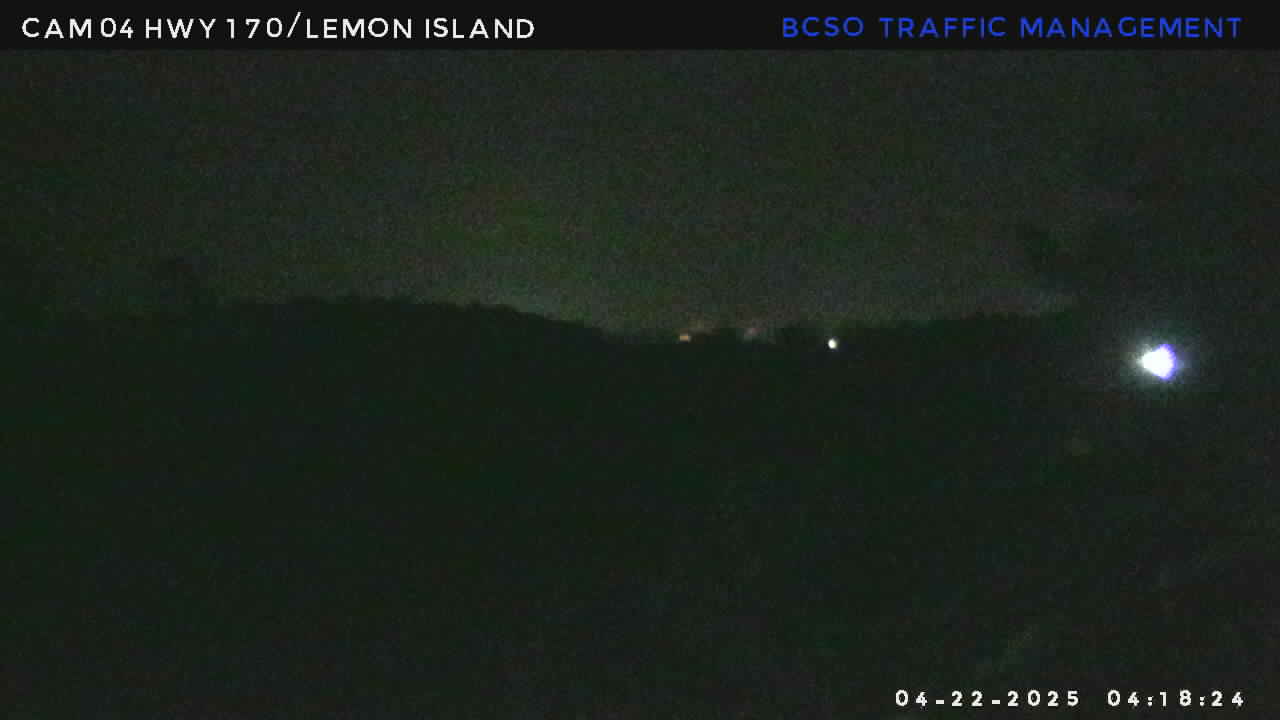 CAM04 HWY 170/LEMON ISLAND
BCSO TRAFFIC MANAGEMENT
04-22-2025 04:18:24